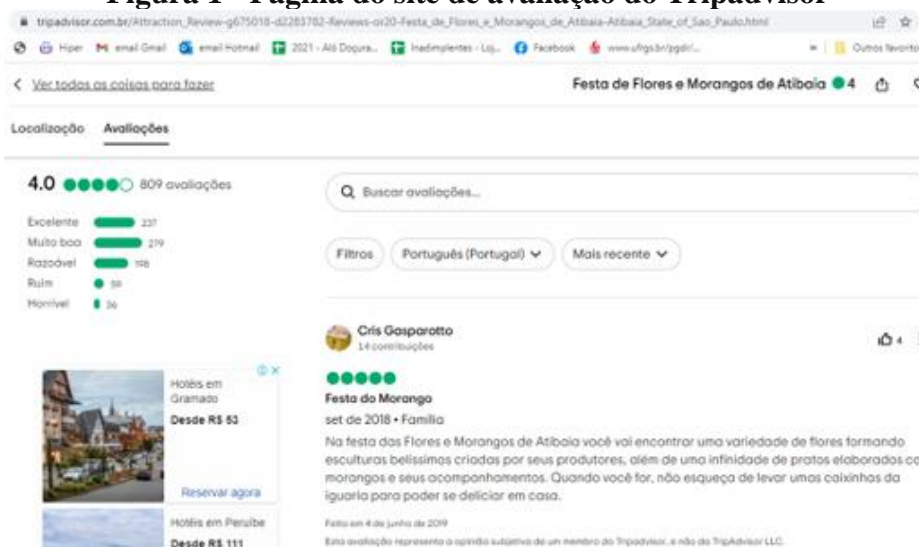 Figura 1 - Página do site de avaliação do Tripadvisor
tripadvisor.com.br/Attraction_Review-g675018-d2283702-Reviews-or20-Festa_de_Flores_e_Morangos_de_Atibaia-Atibaia_State_of_Sao_Paulo.html
Hiper email Gmail email Hotmail 2021 - Alô Doçura... Inadimplentes - Loj... Facebook www.ufrgs.br/ppgdr/... Outros favorito
Ver todas as coisas para fazer
Festa de Flores e Morangos de Atibaia 4
Localização Avaliações
4.0 809 avaliações
Excelente 237
Muito boa 279
Razoável 198
Ruim 59
Horrível 36
Buscar avaliações...
Filtros Português (Portugal) Mais recente
Cris Gasparotto
14 contribuições
4
Festa do Morango
set de 2018 • Família
Na festa das Flores e Morangos de Atibaia você vai encontrar uma variedade de flores formando
esculturas belíssimas criadas por seus produtores, além de uma infinidade de pratos elaborados co
morangos e seus acompanhamentos. Quando você for, não esqueça de levar umas caixinhas da
iguaria para poder se deliciar em casa.
Feita em 4 de junho de 2019
Esta avaliação representa a opinião subjetiva de um membro do Tripadvisor, e não da TripAdvisor LLC.
Hotéis em
Gramado
Desde R$ 53
Reservar agora
Hotéis em Peruíbe
Desde R$ 111